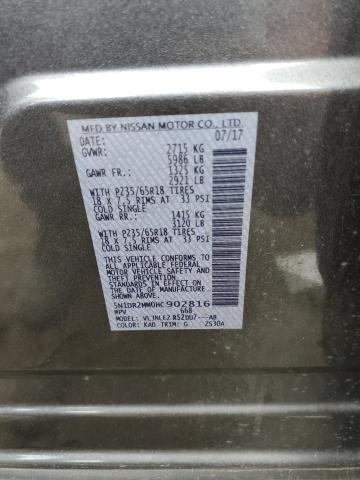 MFD BY NISSAN MOTOR CO., LTD.
DATE: 07/17
GVWR: 2715 KG
5986 LB
GAWR FR.: 1325 KG
2921 LB
WITH P235/65R18 TIRES
18 X 7.5 RIMS AT 33 PSI
COLD SINGLE
GAWR RR.: 1415 KG
3120 LB
WITH P235/65R18 TIRES
18 X 7.5 RIMS AT 33 PSI
COLD SINGLE
THIS VEHICLE CONFORMS TO ALL
APPLICABLE U.S. FEDERAL
MOTOR VEHICLE SAFETY
STANDARDS IN EFFECT ON THE
DATE OF MANUFACTURE SHOWN
ABOVE.
5N1DR2MM0HC902816
MPV 668
MODEL:
COLOR: KAD TRIM: G 2530A